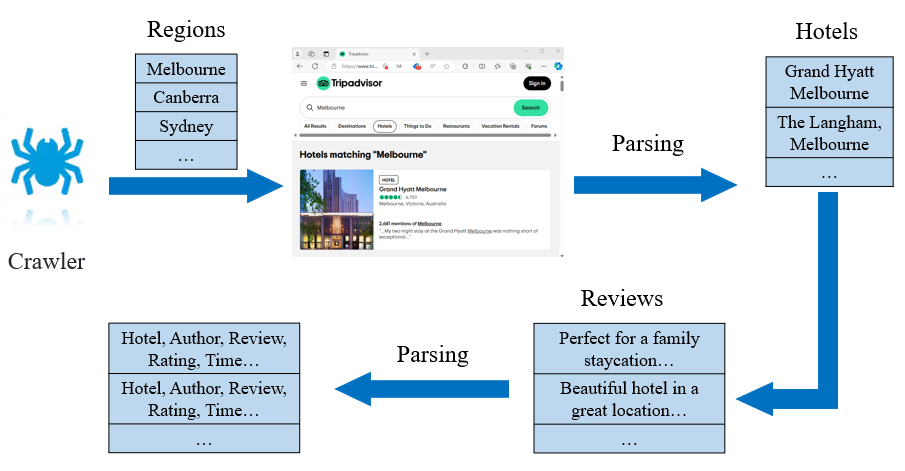 Regions
Melbourne
Canberra
Sydney
…
Crawler
Tripadvisor
https://www.tri...
Tripadvisor
Sign in
Melbourne
Search
All Results
Destinations
Hotels
Things to Do
Restaurants
Vacation Rentals
Forums
Hotels matching "Melbourne"
HOTEL
Grand Hyatt Melbourne
6,793
Melbourne, Victoria, Australia
2,681 mentions of Melbourne
"...My two night stay at the Grand Hyatt Melbourne was nothing short of
exceptional..."
Parsing
Hotels
Grand Hyatt
Melbourne
The Langham,
Melbourne
…
Reviews
Perfect for a family
staycation…
Beautiful hotel in a
great location…
…
Parsing
Hotel, Author, Review,
Rating, Time…
Hotel, Author, Review,
Rating, Time…
…